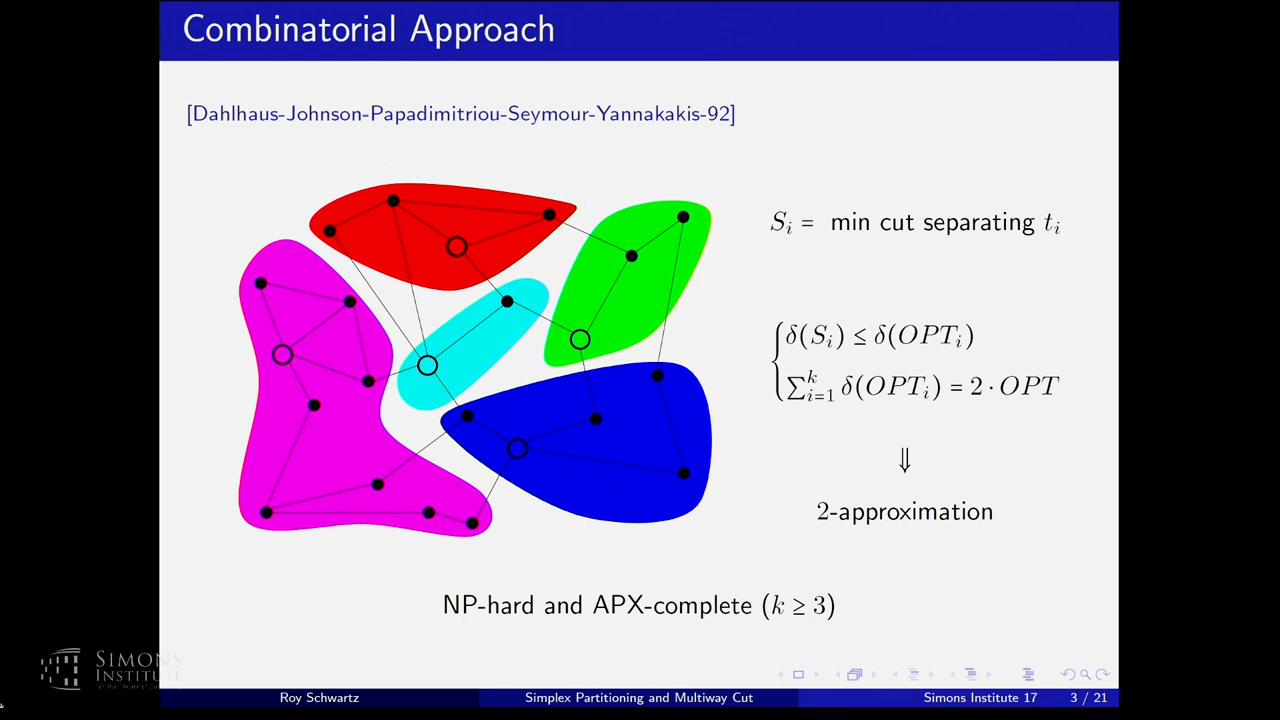 Combinatorial Approach
[Dahlhaus-Johnson-Papadimitriou-Seymour-Yannakakis-92]
S_i = min cut separating t_i
δ(S_i) ≤ δ(OPT_i)
∑_{i=1}^{k} δ(OPT_i) = 2 · OPT
⇓
2-approximation
NP-hard and APX-complete (k ≥ 3)
SIMONS
INSTITUTE
Roy Schwartz Simplex Partitioning and Multiway Cut Simons Institute 17 3 / 21